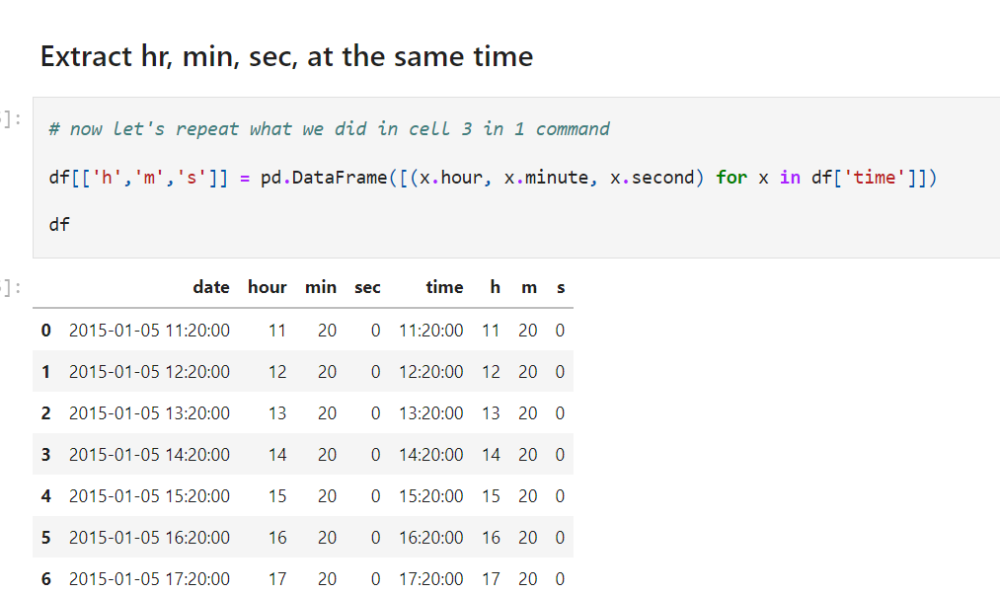 Extract hr, min, sec, at the same time
]:
# now let's repeat what we did in cell 3 in 1 command
df[['h','m','s']] = pd.DataFrame([(x.hour, x.minute, x.second) for x in df['time']])
df
]:
date hour min sec time h m s
0 2015-01-05 11:20:00 11 20 0 11:20:00 11 20 0
1 2015-01-05 12:20:00 12 20 0 12:20:00 12 20 0
2 2015-01-05 13:20:00 13 20 0 13:20:00 13 20 0
3 2015-01-05 14:20:00 14 20 0 14:20:00 14 20 0
4 2015-01-05 15:20:00 15 20 0 15:20:00 15 20 0
5 2015-01-05 16:20:00 16 20 0 16:20:00 16 20 0
6 2015-01-05 17:20:00 17 20 0 17:20:00 17 20 0